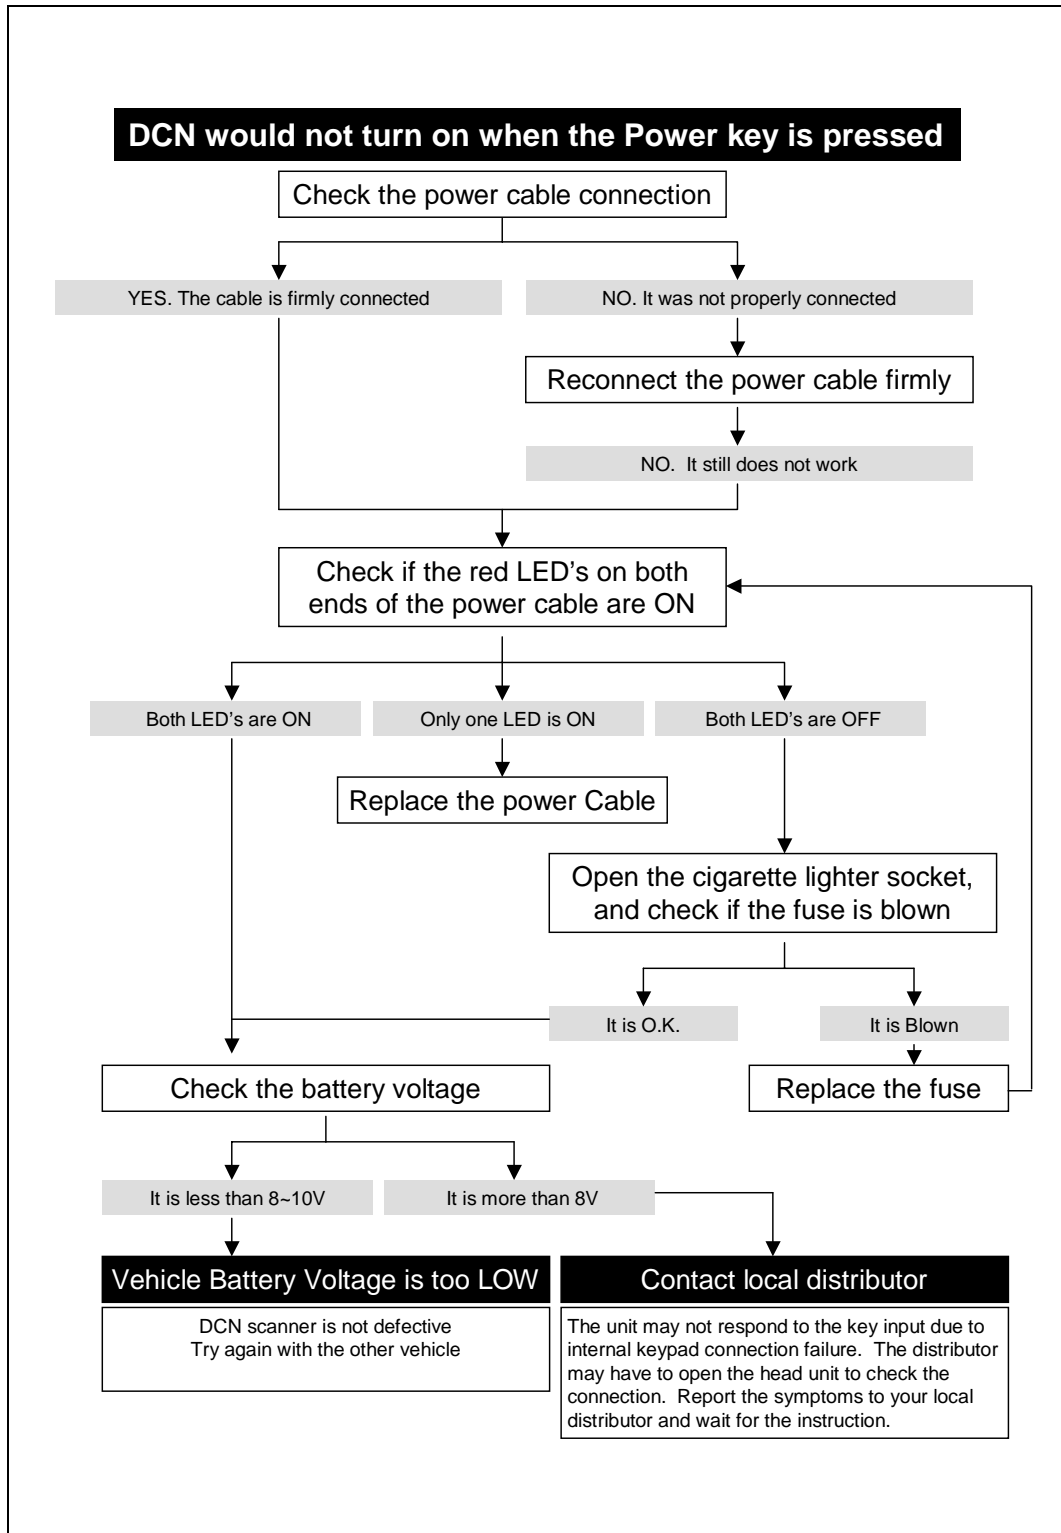 DCN would not turn on when the Power key is pressed
Check the power cable connection
YES. The cable is firmly connected
NO. It was not properly connected
Reconnect the power cable firmly
NO.  It still does not work
Check if the red LED's on both
ends of the power cable are ON
Both LED's are ON
Only one LED is ON
Both LED's are OFF
Replace the power Cable
Open the cigarette lighter socket,
and check if the fuse is blown
It is O.K.
It is Blown
Check the battery voltage
Replace the fuse
It is less than 8~10V
It is more than 8V
Vehicle Battery Voltage is too LOW
DCN scanner is not defective
Try again with the other vehicle
Contact local distributor
The unit may not respond to the key input due to
internal keypad connection failure.  The distributor
may have to open the head unit to check the
connection.  Report the symptoms to your local
distributor and wait for the instruction.